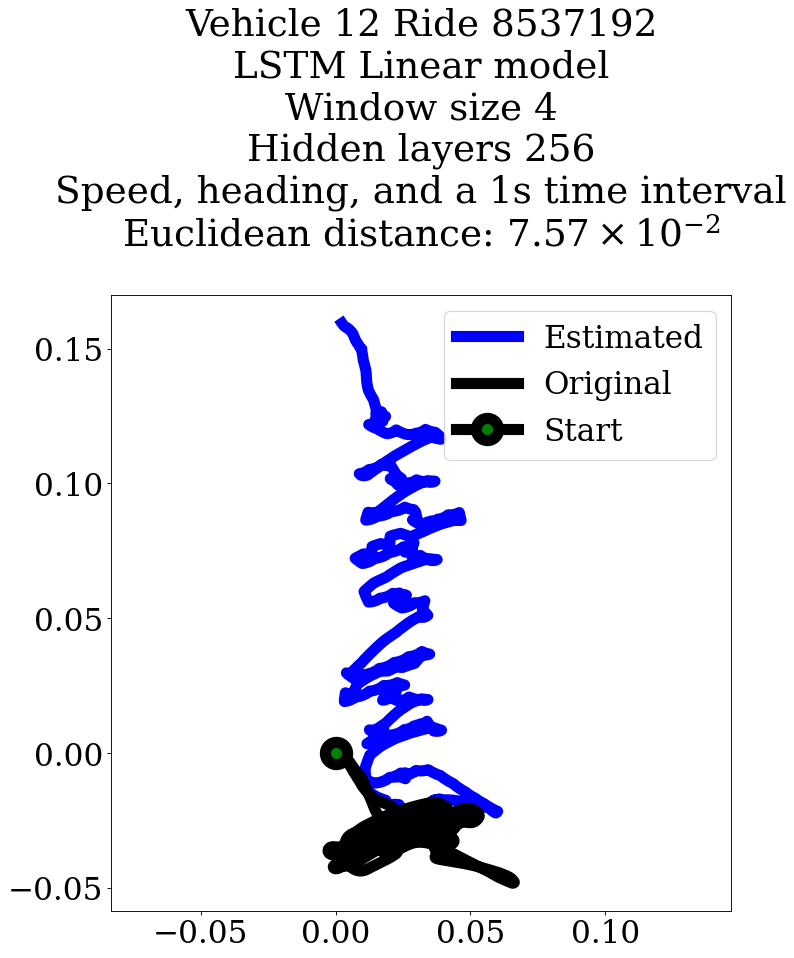 Vehicle 12 Ride 8537192
LSTM Linear model
Window size 4
Hidden layers 256
Speed, heading, and a 1s time interval
Euclidean distance: 7.57 × 10⁻²
Estimated
Original
Start
0.15
0.10
0.05
0.00
−0.05
−0.05 0.00 0.05 0.10